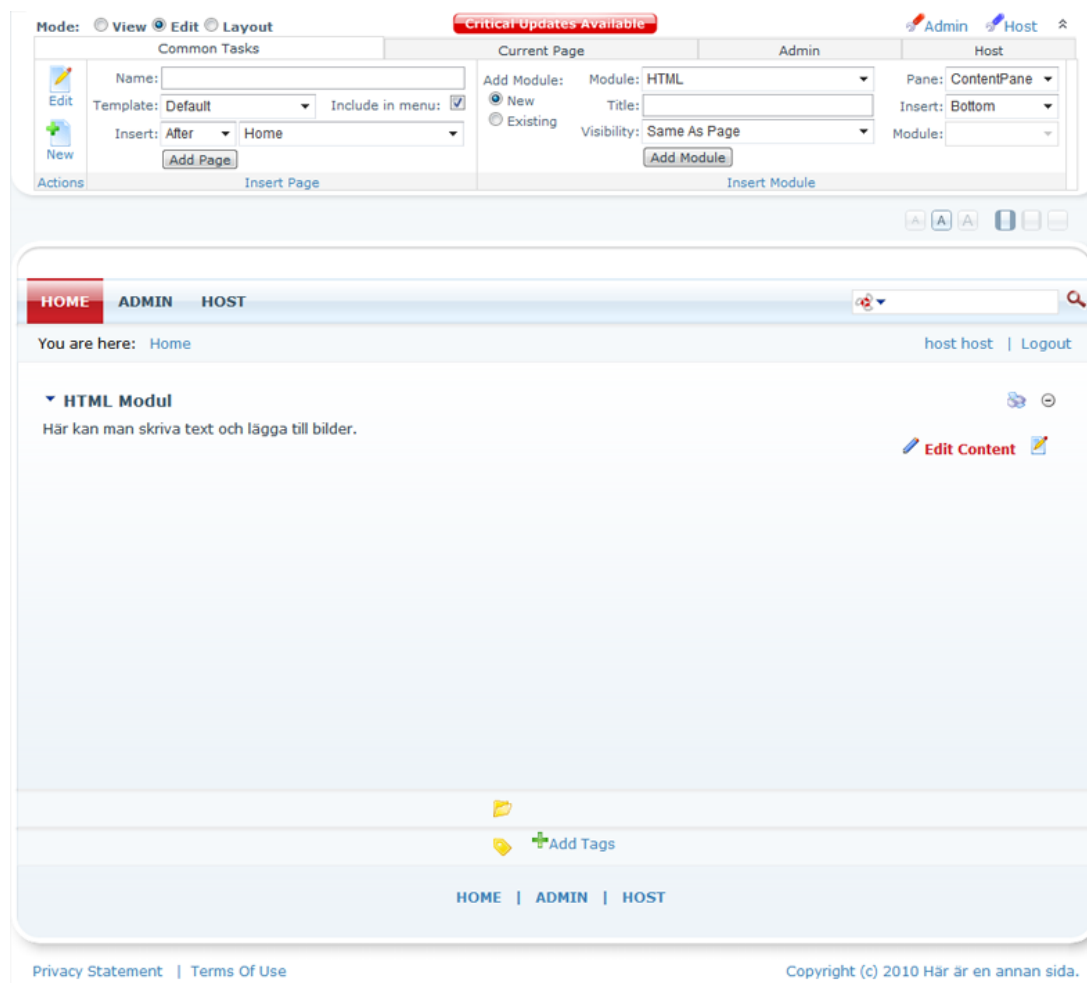 Mode: View Edit Layout Critical Updates Available Admin Host
Common Tasks Current Page Admin Host
Name: Add Module: Module: HTML Pane: ContentPane
Edit Template: Default Include in menu: New Title: Insert: Bottom
Insert: After Home Existing Visibility: Same As Page Module:
New Add Page Add Module
Actions Insert Page Insert Module
A A A
HOME ADMIN HOST
You are here: Home host host | Logout
HTML Modul
Här kan man skriva text och lägga till bilder.
Edit Content
Add Tags
HOME | ADMIN | HOST
Privacy Statement | Terms Of Use Copyright (c) 2010 Här är en annan sida.